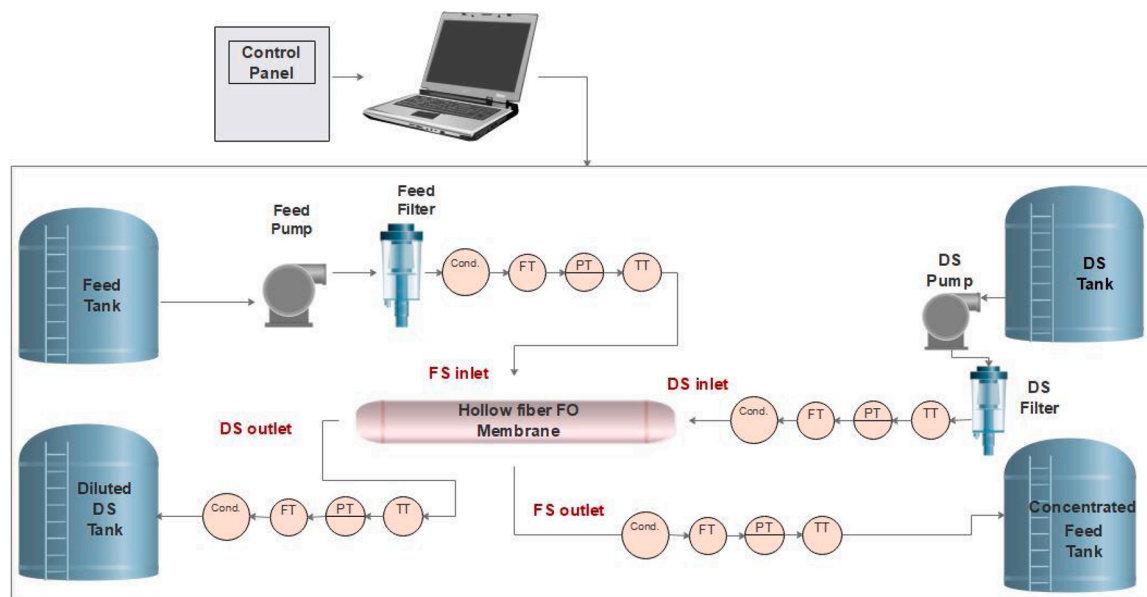 Control
Panel
Feed
Filter
Feed
Pump
Feed
Tank
Cond.
FT
PT
TT
DS
Pump
DS
Tank
FS inlet
DS inlet
DS
Filter
Hollow fiber FO
Membrane
Cond.
FT
PT
TT
DS outlet
Diluted
DS
Tank
Cond.
FT
PT
TT
FS outlet
Cond.
FT
PT
TT
Concentrated
Feed
Tank